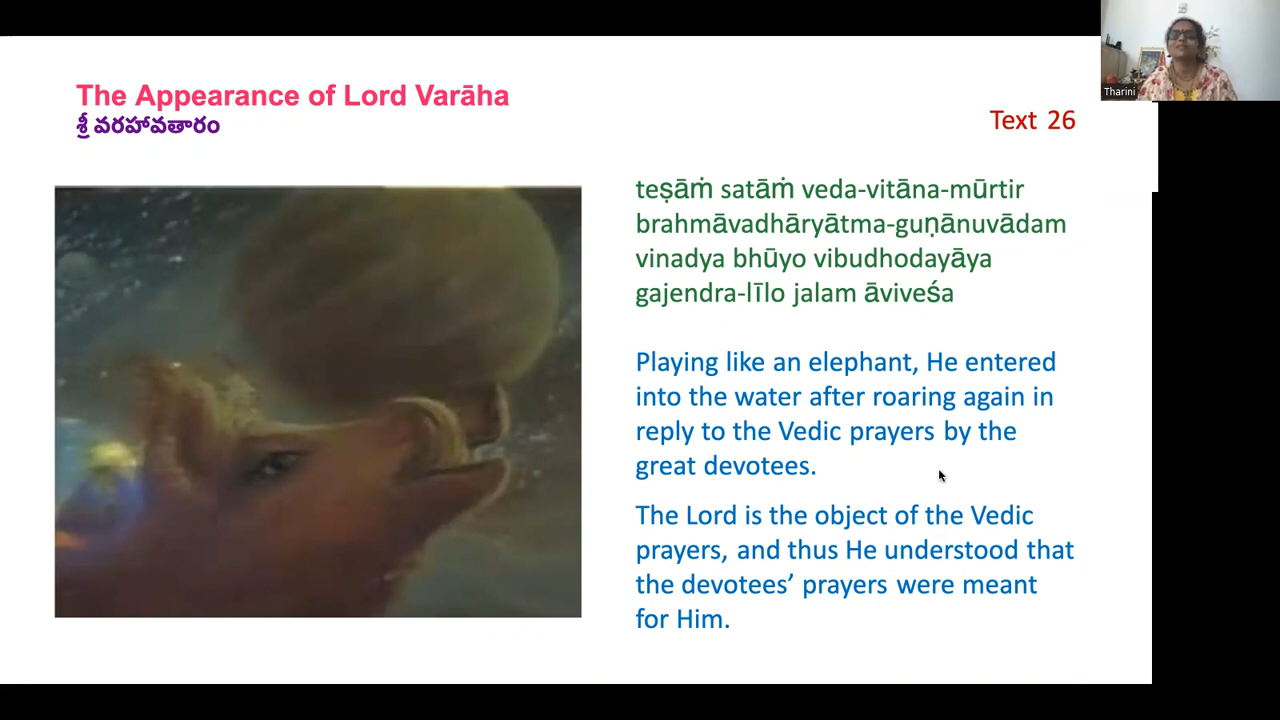 The Appearance of Lord Varāha
శ్రీ వరహావతారం
Tharini
Text 26
teṣāṁ satāṁ veda-vitāna-mūrtir
brahmāvadhāryātma-guṇānuvādam
vinadya bhūyo vibudhodayāya
gajendra-līlo jalam āviveśa
Playing like an elephant, He entered
into the water after roaring again in
reply to the Vedic prayers by the
great devotees.
The Lord is the object of the Vedic
prayers, and thus He understood that
the devotees’ prayers were meant
for Him.